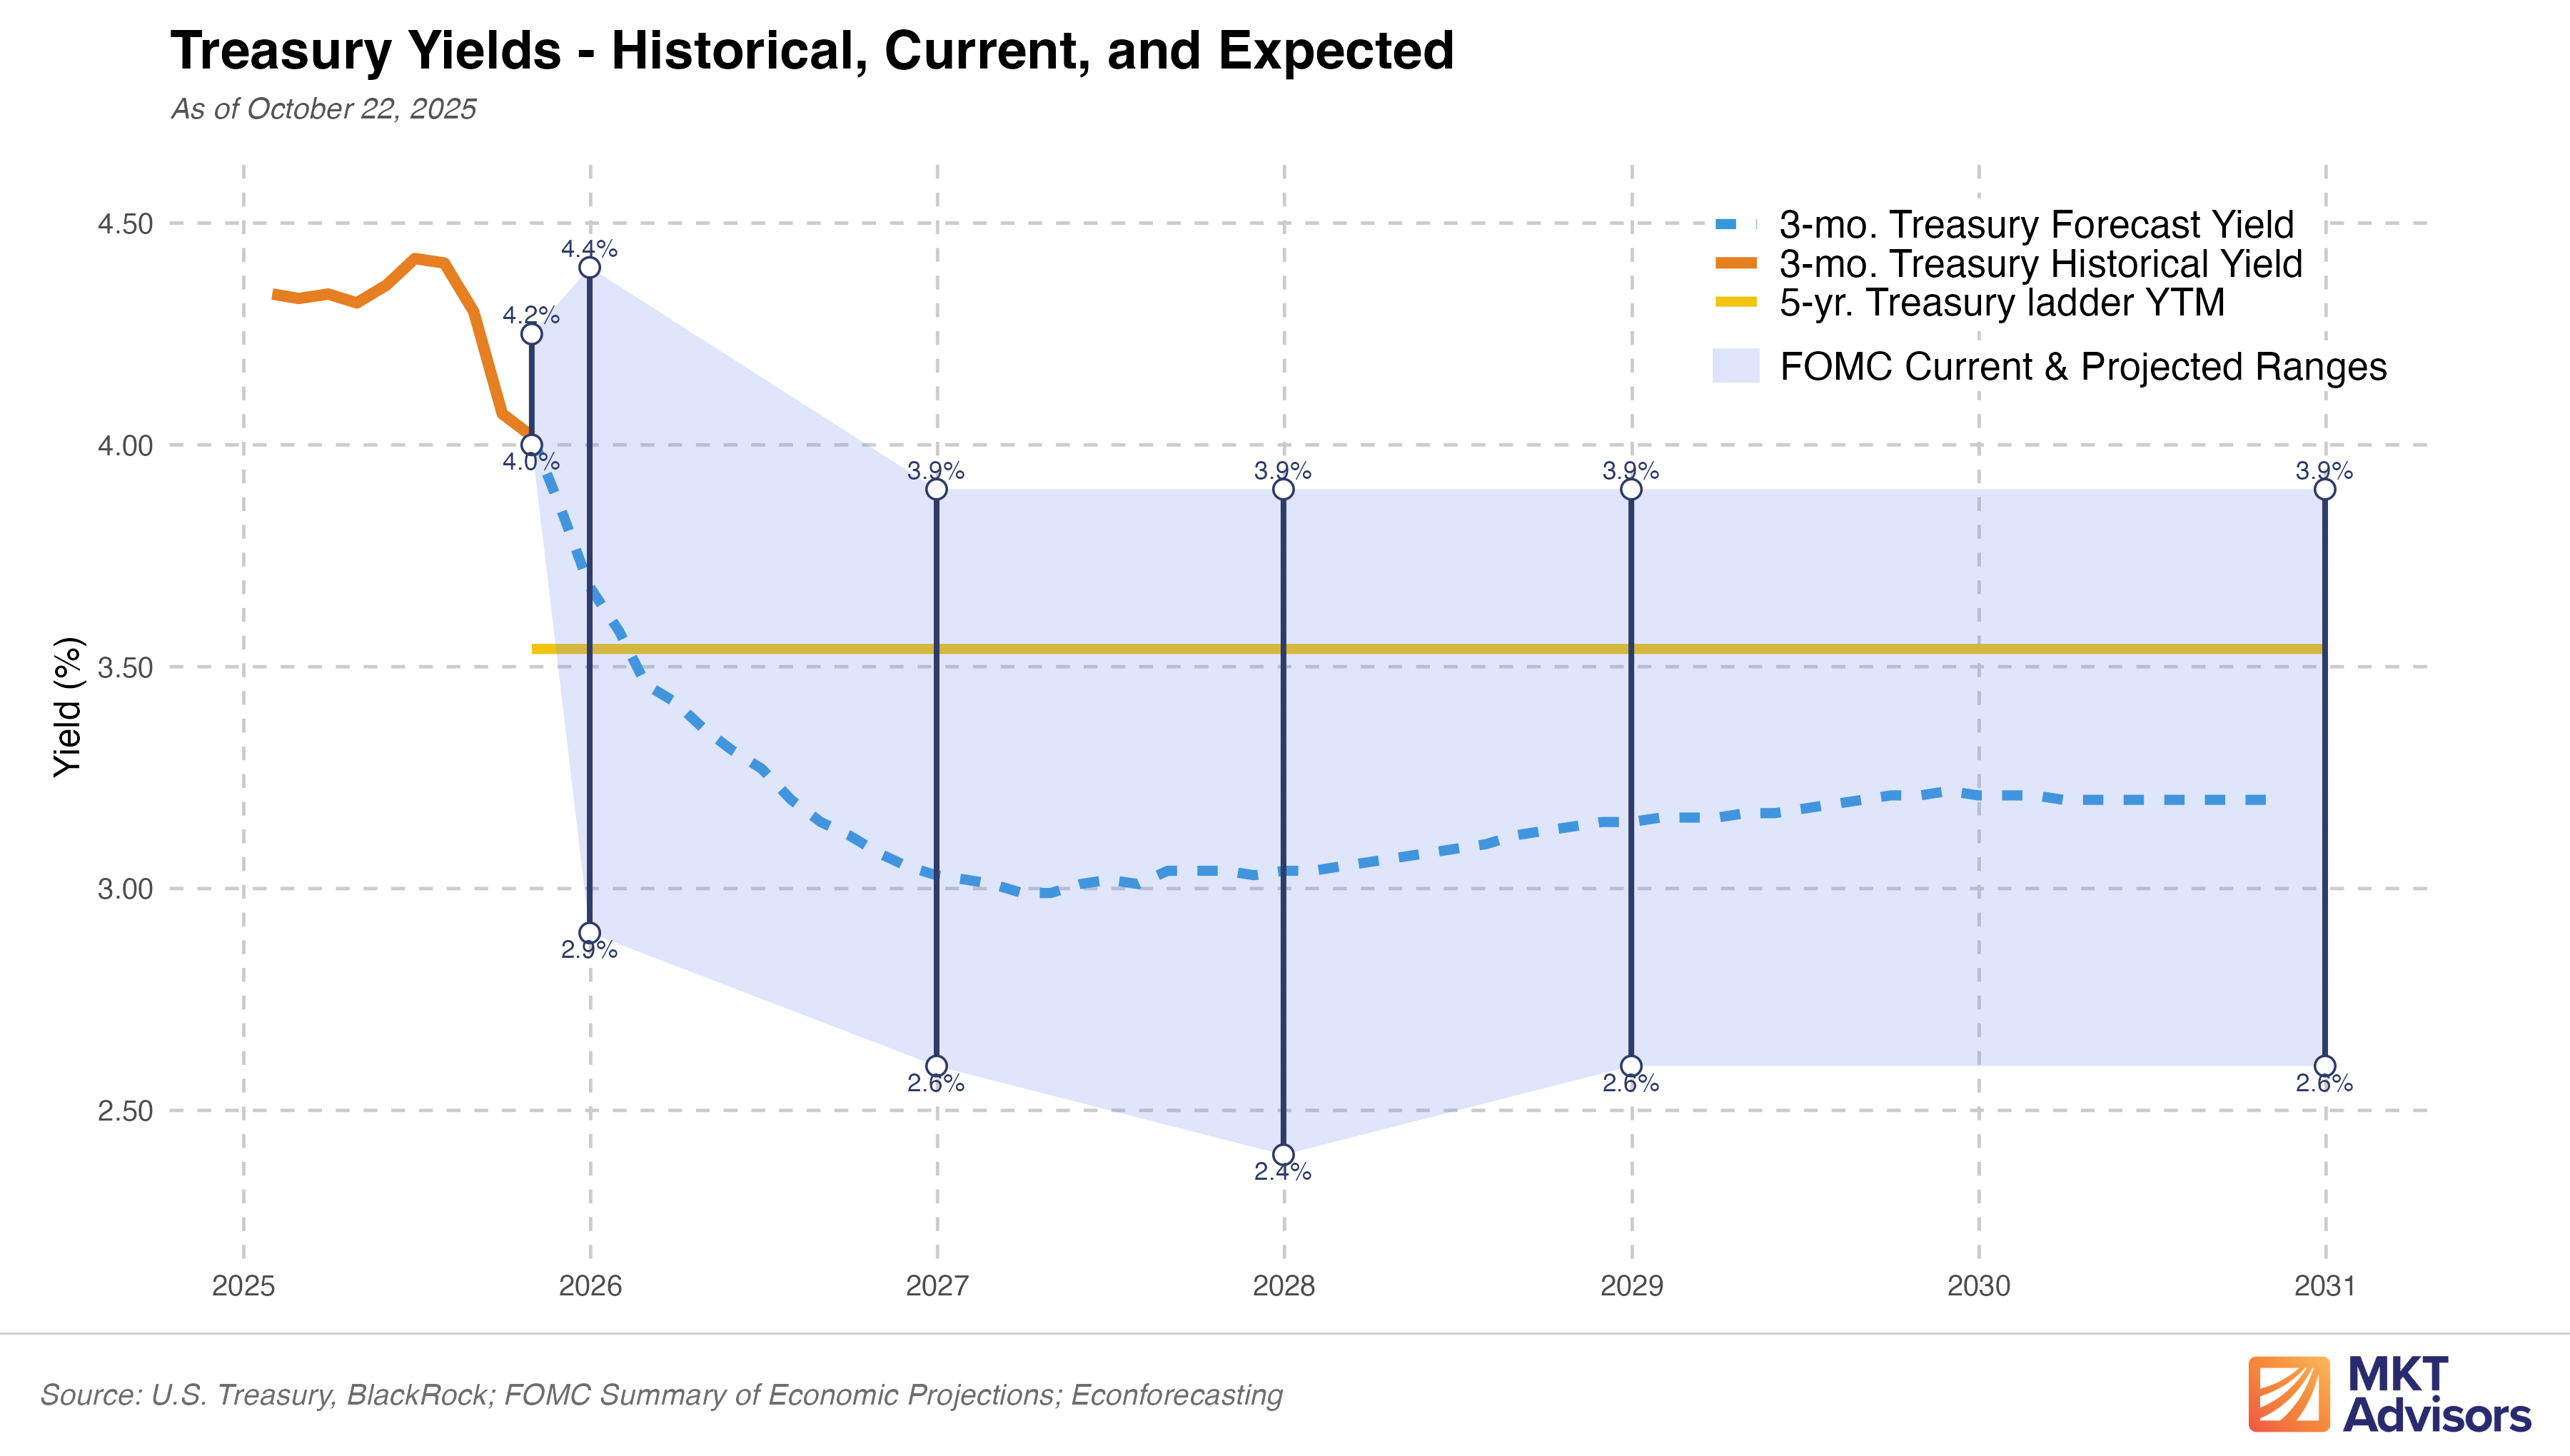 Treasury Yields - Historical, Current, and Expected
As of October 22, 2025
3-mo. Treasury Forecast Yield
3-mo. Treasury Historical Yield
5-yr. Treasury ladder YTM
FOMC Current & Projected Ranges
Yield (%)
4.50
4.00
3.50
3.00
2.50
4.2%
4.0%
4.4%
2.9%
3.9%
2.6%
3.9%
2.4%
3.9%
2.6%
3.9%
2.6%
2025 2026 2027 2028 2029 2030 2031
Source: U.S. Treasury, BlackRock; FOMC Summary of Economic Projections; Econforecasting
MKT
Advisors